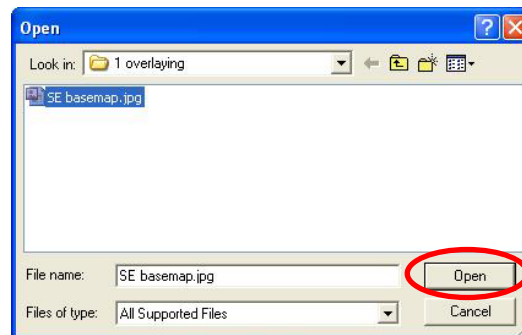 Open
Look in: 1 overlaying
SE basemap.jpg
File name: SE basemap.jpg Open
Files of type: All Supported Files Cancel